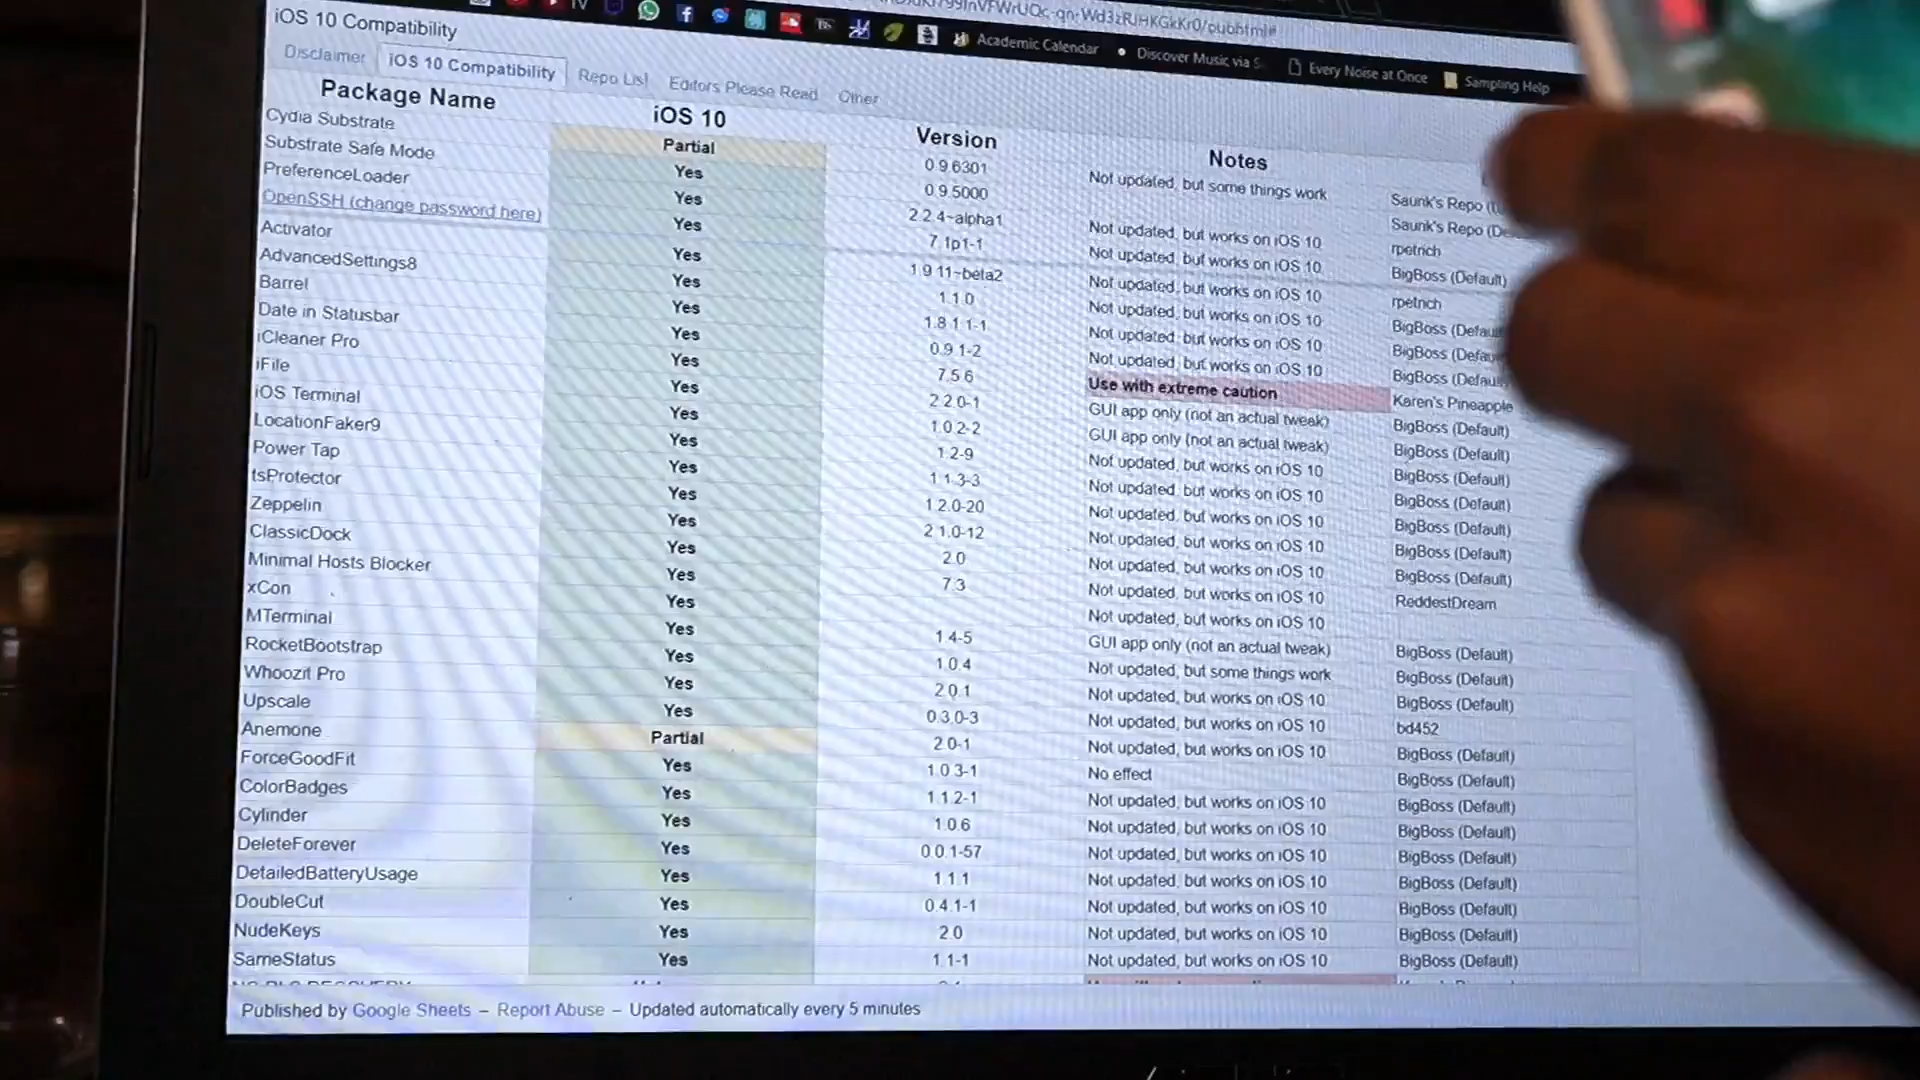 iOS 10 Compatibility
Academic Calendar
Discover Music via S
Every Noise at Once
Sampling Help
Disclaimer
iOS 10 Compatibility
Repo List
Editors Please Read
Other
Package Name
iOS 10
Version
Notes
Cydia Substrate
Partial
0.9.6301
Not updated, but some things work
Saunk's Repo
Substrate Safe Mode
Yes
0.9.5000
Saunk's Repo (De
PreferenceLoader
Yes
2.2.4~alpha1
Not updated, but works on iOS 10
rpetrich
OpenSSH (change password here)
Yes
7.1p1-1
Not updated, but works on iOS 10
BigBoss (Default)
Activator
Yes
1.9.11~beta2
Not updated, but works on iOS 10
rpetrich
AdvancedSettings8
Yes
1.1.0
Not updated, but works on iOS 10
BigBoss (Default
Barrel
Yes
1.8.1.1-1
Not updated, but works on iOS 10
BigBoss (Defau
Date in Statusbar
Yes
0.9.1-2
Not updated, but works on iOS 10
BigBoss (Defaul
iCleaner Pro
Yes
7.5.6
Use with extreme caution
Karen's Pineapple
iFile
Yes
2.2.0-1
GUI app only (not an actual tweak)
BigBoss (Default)
iOS Terminal
Yes
1.0.2-2
GUI app only (not an actual tweak)
BigBoss (Default)
LocationFaker9
Yes
1.2-9
Not updated, but works on iOS 10
BigBoss (Default)
Power Tap
Yes
1.1.3-3
Not updated, but works on iOS 10
BigBoss (Default)
tsProtector
Yes
1.2.0-20
Not updated, but works on iOS 10
BigBoss (Default)
Zeppelin
Yes
2.1.0-12
Not updated, but works on iOS 10
BigBoss (Default)
ClassicDock
Yes
2.0
Not updated, but works on iOS 10
BigBoss (Default)
Minimal Hosts Blocker
Yes
7.3
Not updated, but works on iOS 10
ReddestDream
xCon
Yes
Not updated, but works on iOS 10
MTerminal
Yes
1.4-5
GUI app only (not an actual tweak)
BigBoss (Default)
RocketBootstrap
Yes
1.0.4
Not updated, but some things work
BigBoss (Default)
Whoozit Pro
Yes
2.0.1
Not updated, but works on iOS 10
BigBoss (Default)
Upscale
Yes
0.3.0-3
Not updated, but works on iOS 10
bd452
Anemone
Partial
2.0-1
Not updated, but works on iOS 10
BigBoss (Default)
ForceGoodFit
Yes
1.0.3-1
No effect
BigBoss (Default)
ColorBadges
Yes
1.1.2-1
Not updated, but works on iOS 10
BigBoss (Default)
Cylinder
Yes
1.0.6
Not updated, but works on iOS 10
BigBoss (Default)
DeleteForever
Yes
0.0.1-57
Not updated, but works on iOS 10
BigBoss (Default)
DetailedBatteryUsage
Yes
1.1.1
Not updated, but works on iOS 10
BigBoss (Default)
DoubleCut
Yes
0.4.1-1
Not updated, but works on iOS 10
BigBoss (Default)
NudeKeys
Yes
2.0
Not updated, but works on iOS 10
BigBoss (Default)
SameStatus
Yes
1.1-1
Not updated, but works on iOS 10
BigBoss (Default)
Published by Google Sheets – Report Abuse – Updated automatically every 5 minutes